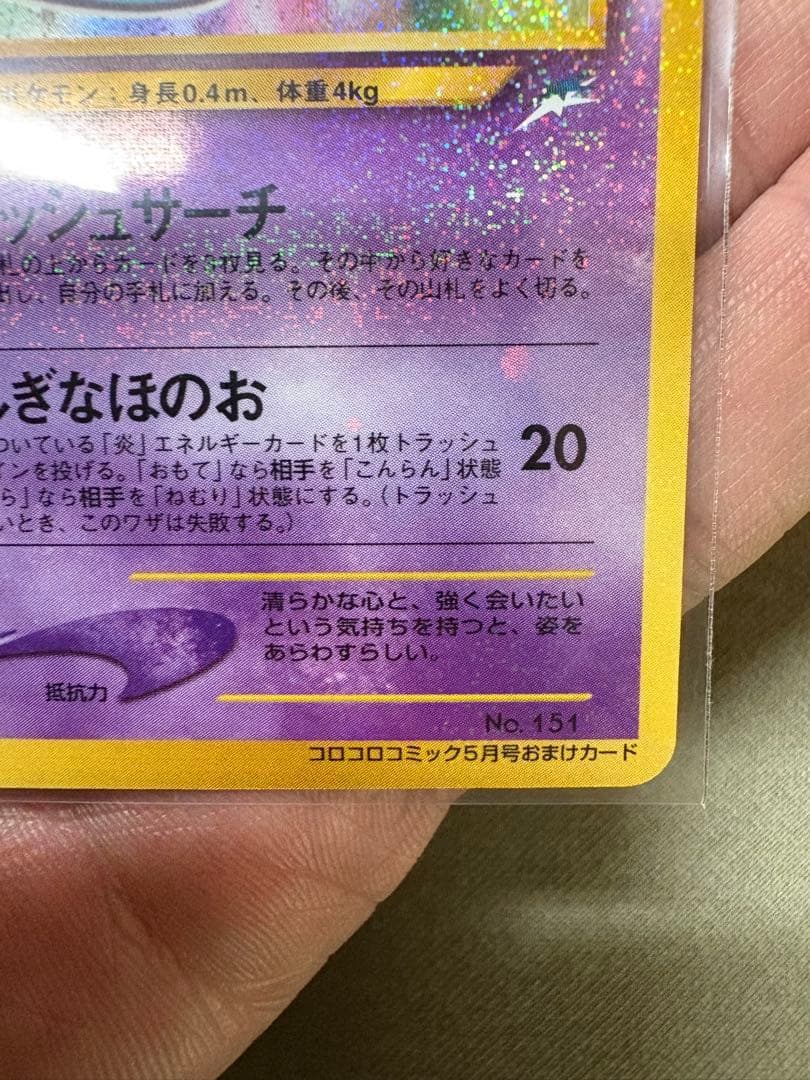 ポケモン：身長0.4m、体重4kg
ッシュサーチ
札の上からカードを3枚見る。その中から好きなカードを
出し、自分の手札に加える。その後、その山札をよく切る。
ぎなほのお
ついている「炎」エネルギーカードを1枚トラッシュ
インを投げる。「おもて」なら相手を「こんらん」状態
ら」なら相手を「ねむり」状態にする。(トラッシュ
いとき、このワザは失敗する。)
20
清らかな心と、強く会いたい
という気持ちを持つと、姿を
あらわすらしい。
抵抗力
No. 151
コロコロコミック5月号おまけカード